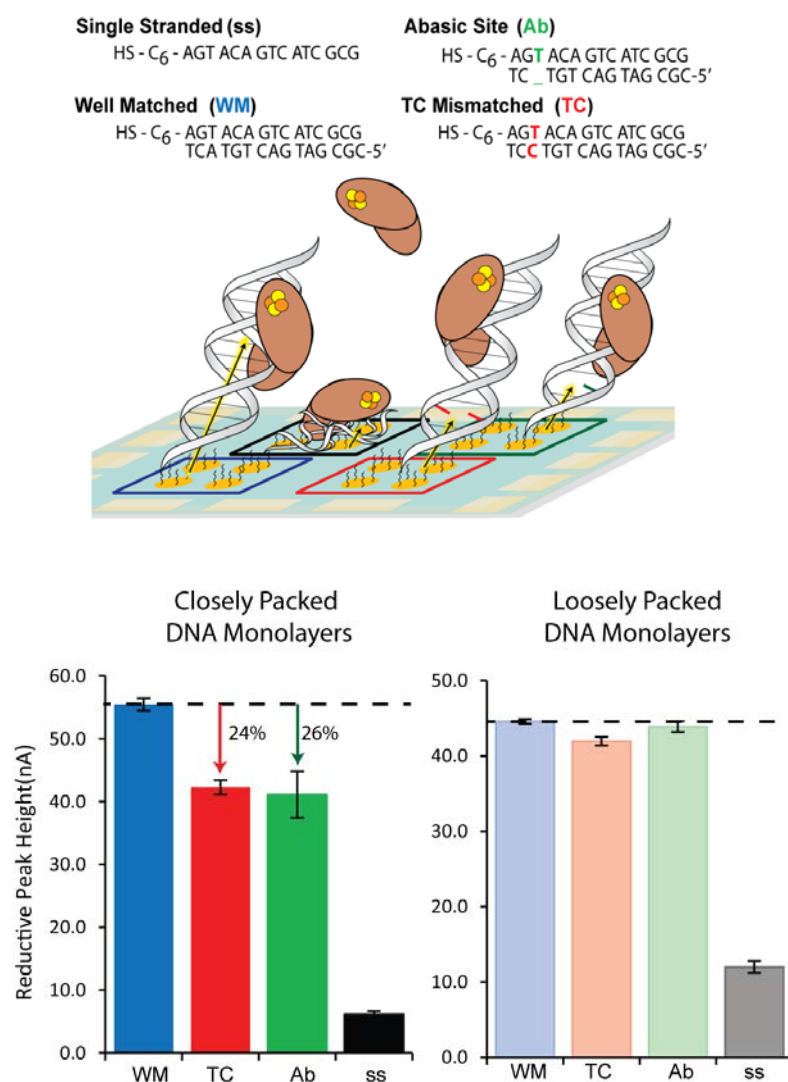 Single Stranded (ss)
HS - C6 - AGT ACA GTC ATC GCG
Abasic Site (Ab)
HS - C6 - AGT ACA GTC ATC GCG
TC _ TGT CAG TAG CGC-5’
Well Matched (WM)
HS - C6 - AGT ACA GTC ATC GCG
TCA TGT CAG TAG CGC-5’
TC Mismatched (TC)
HS - C6 - AGT ACA GTC ATC GCG
TCC TGT CAG TAG CGC-5’
Closely Packed
DNA Monolayers
Reductive Peak Height(nA)
60.0
50.0
40.0
30.0
20.0
10.0
0.0
24%
26%
WM TC Ab ss
Loosely Packed
DNA Monolayers
50.0
40.0
30.0
20.0
10.0
0.0
WM TC Ab ss